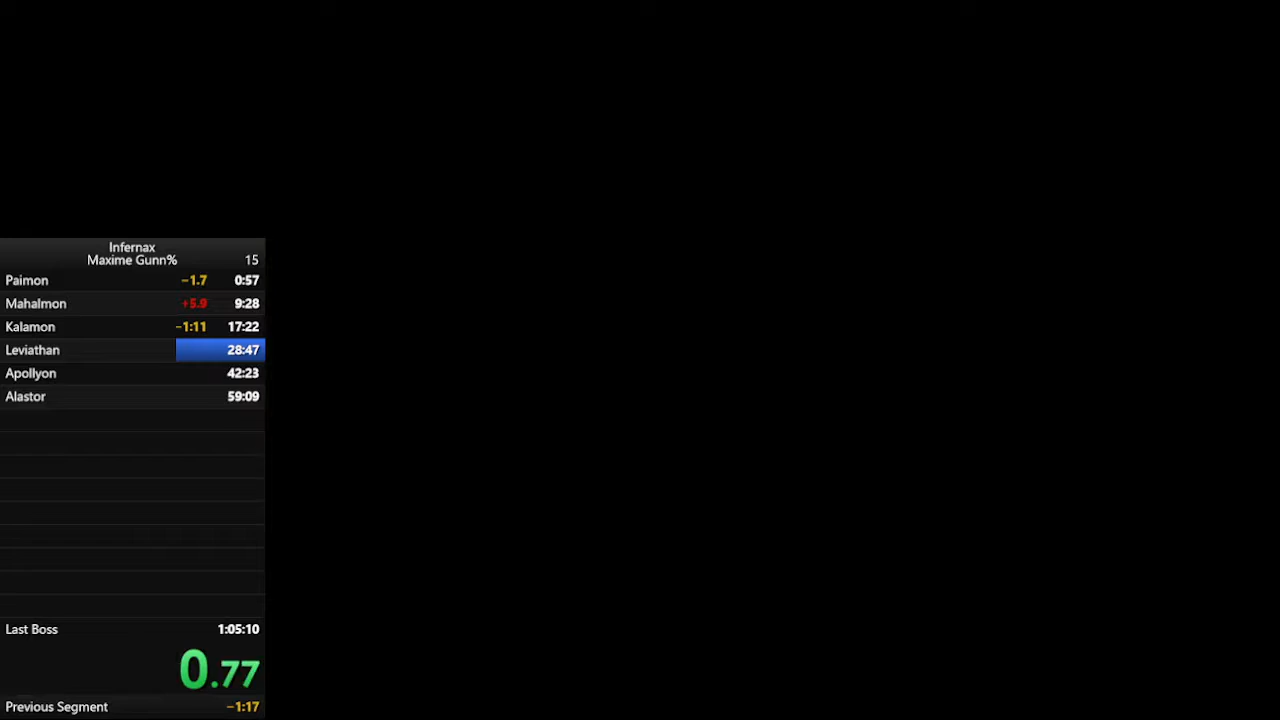 Infernax
Maxime Gunn% 15
Paimon −1.7 0:57
Mahalmon +5.9 9:28
Kalamon −1:11 17:22
Leviathan 28:47
Apollyon 42:23
Alastor 59:09
Last Boss 1:05:10
0.77
Previous Segment −1:17